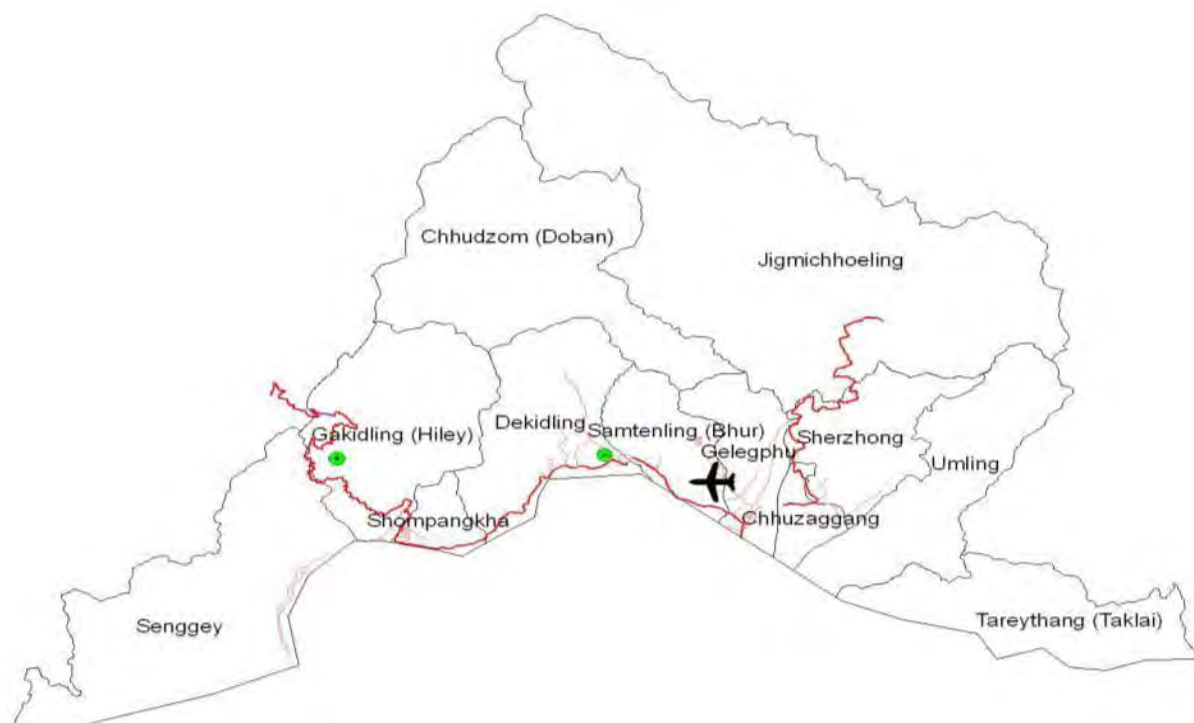 Chhudzom (Doban)
Jigmichhoeling
Dekidling
Samtenling (Bhur)
Gakidling (Hiley)
Sherzhong
Gelegphu
Umling
Shompangkha
Chhuzaggang
Senggey
Tareythang (Taklai)